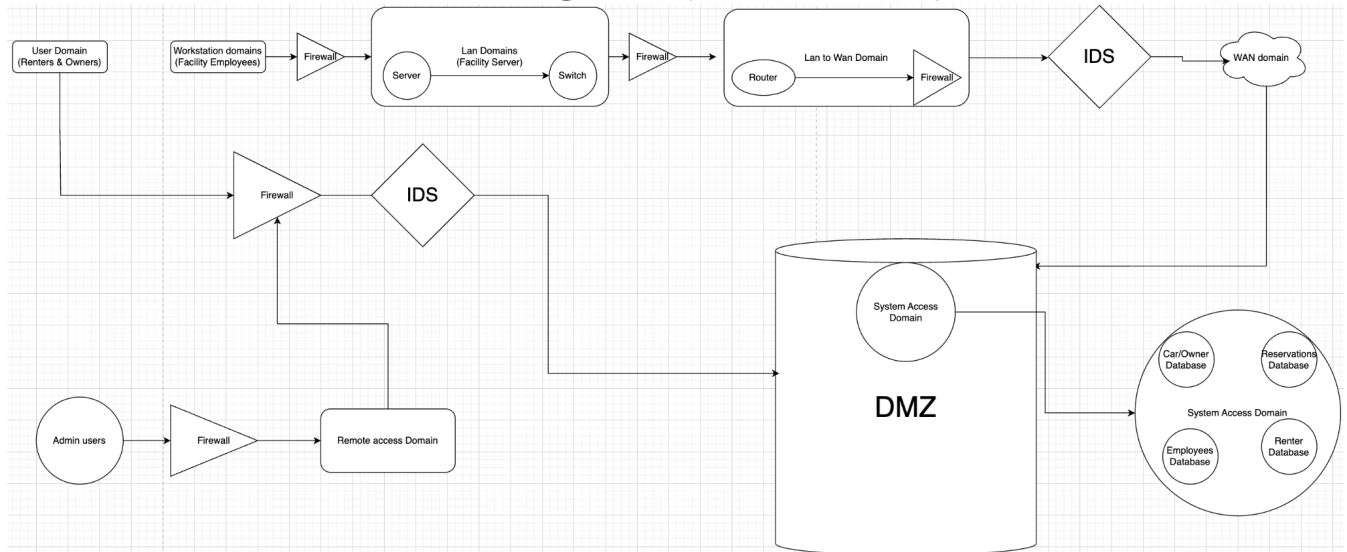 User Domain
(Renters & Owners)
Workstation domains
(Facility Employees)
Firewall
Lan Domains
(Facility Server)
Server
Switch
Firewall
Lan to Wan Domain
Router
Firewall
IDS
WAN domain
Firewall
IDS
System Access
Domain
DMZ
Car/Owner
Database
Reservations
Database
System Access Domain
Employees
Database
Renter
Database
Admin users
Firewall
Remote access Domain